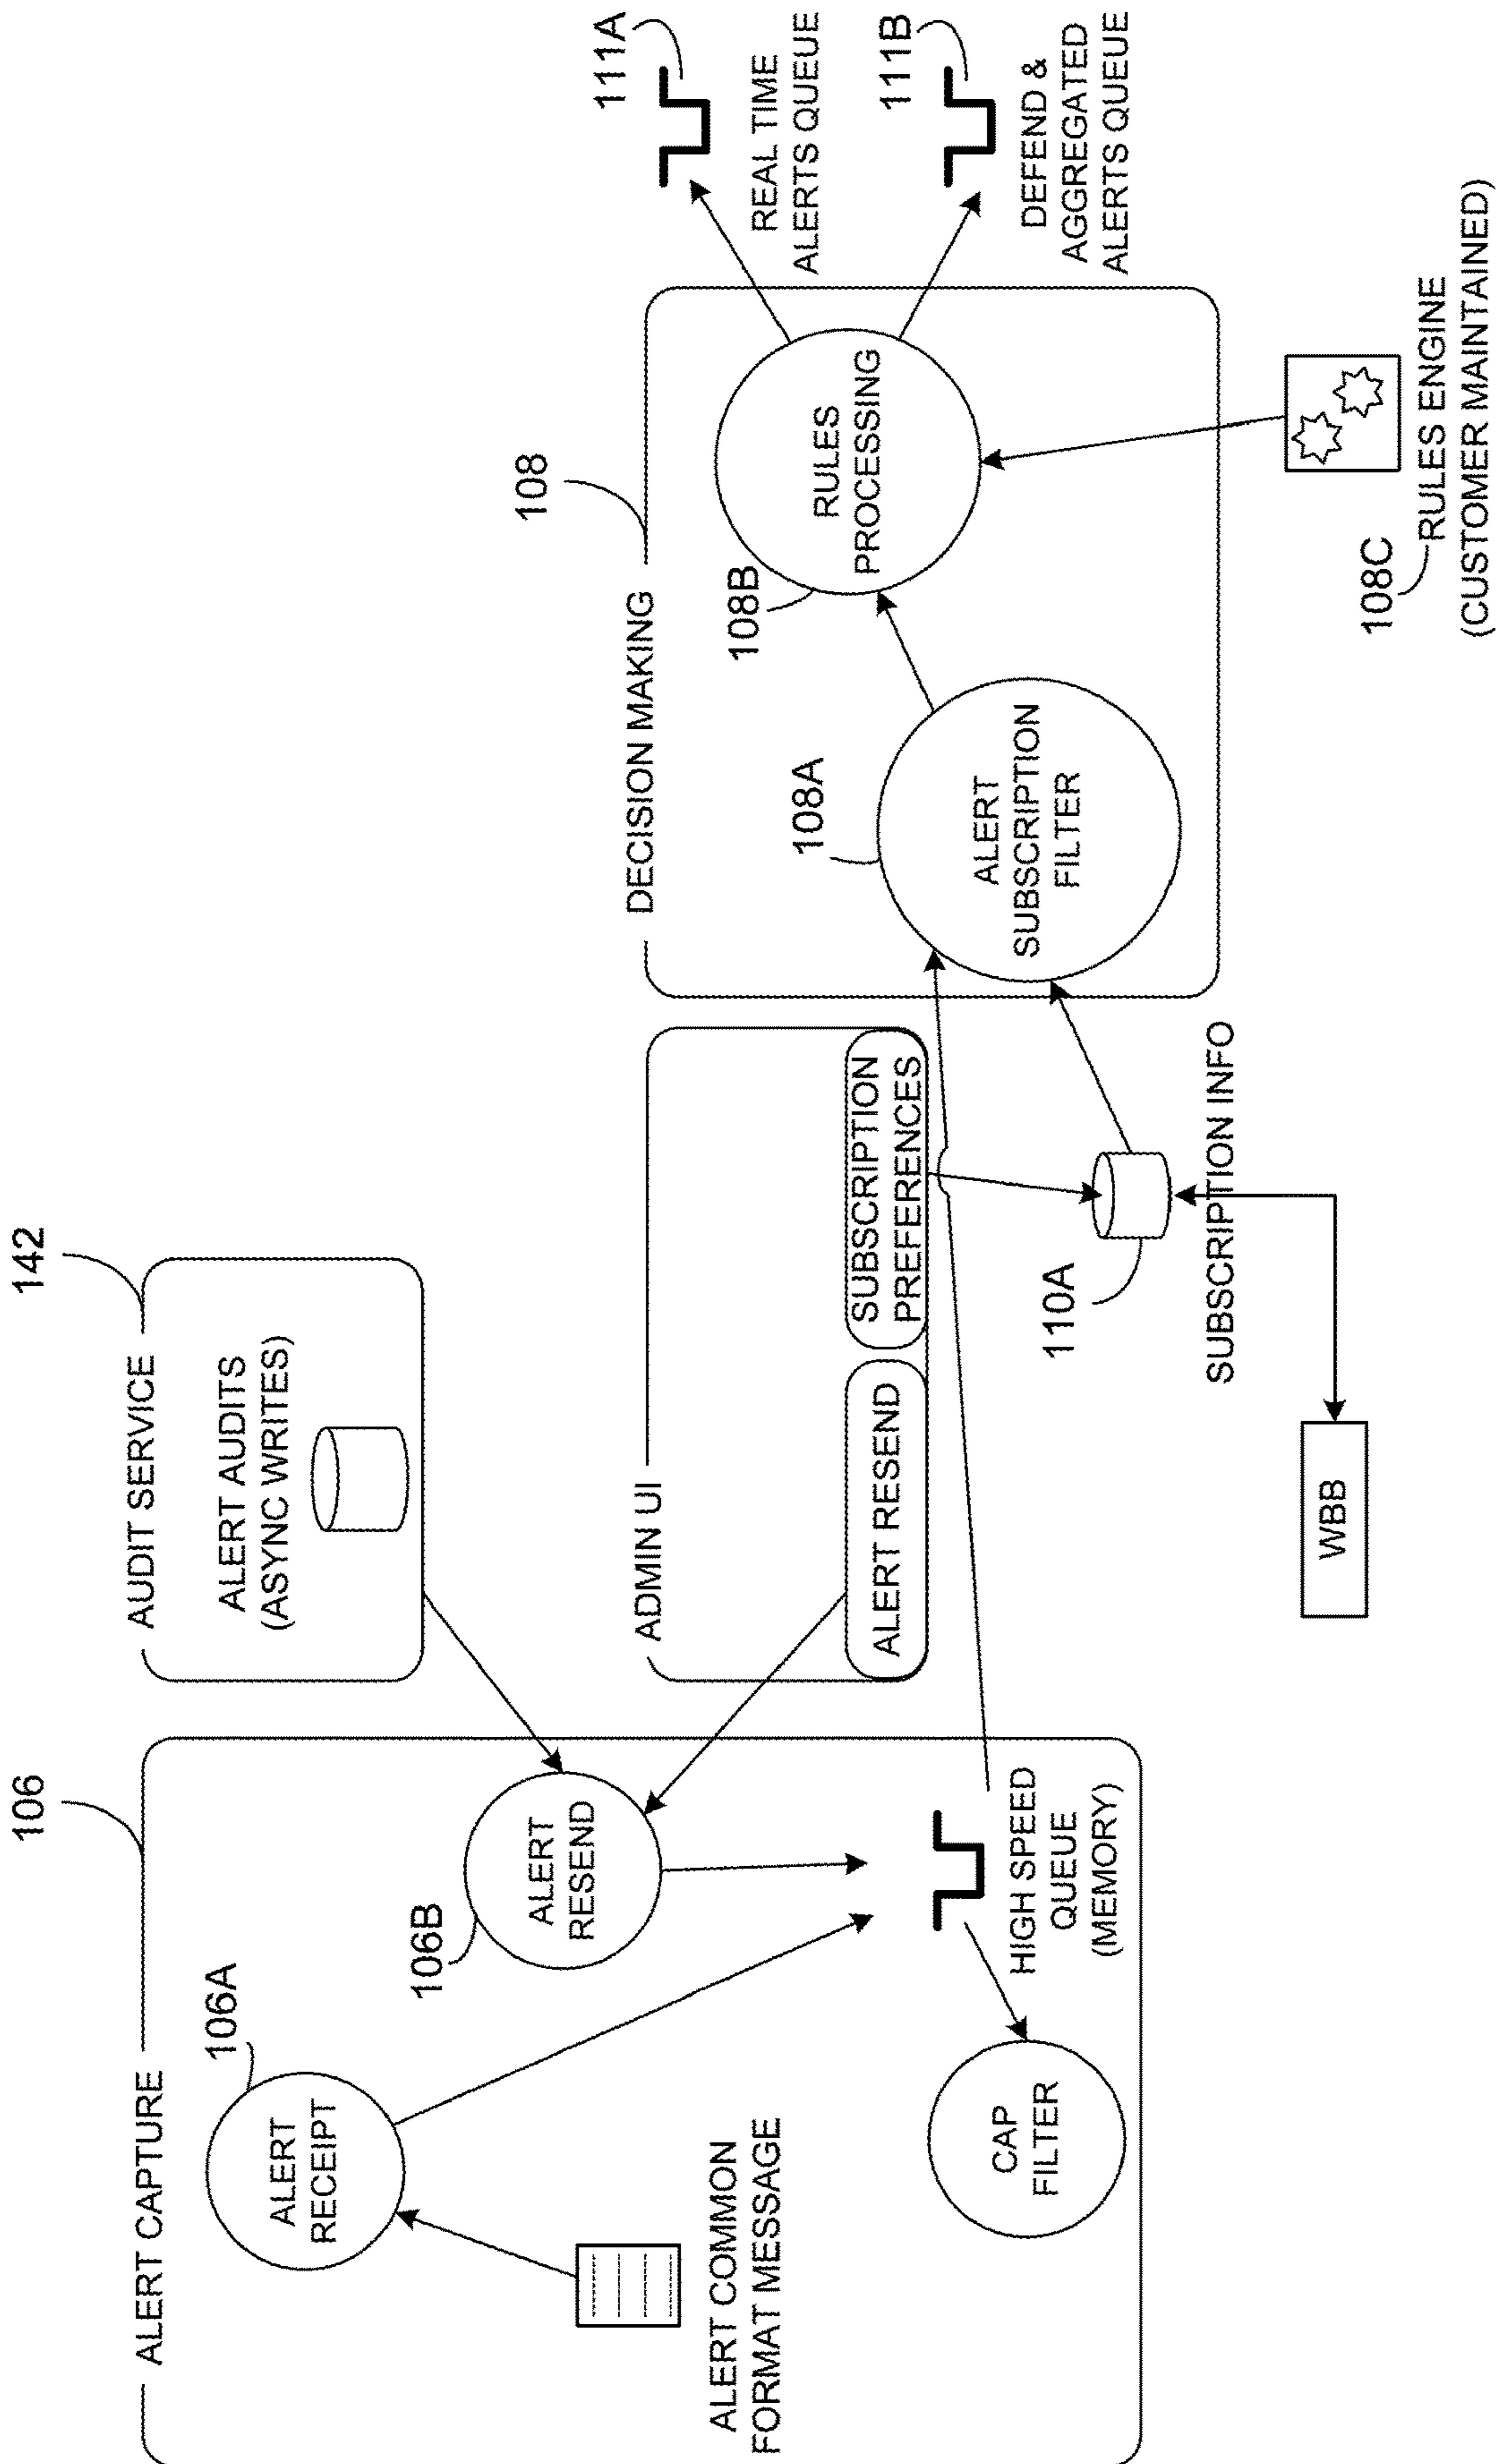 106
ALERT CAPTURE
106A
ALERT
RECEIPT
106B
ALERT
RESEND
ALERT COMMON
FORMAT MESSAGE
CAP
FILTER
HIGH SPEED
QUEUE
(MEMORY)
142
AUDIT SERVICE
ALERT AUDITS
(ASYNC WRITES)
ADMIN UI
ALERT RESEND
SUBSCRIPTION
PREFERENCES
110A
SUBSCRIPTION INFO
WBB
108
DECISION MAKING
108A
ALERT
SUBSCRIPTION
FILTER
108B
RULES
PROCESSING
108C
RULES ENGINE
(CUSTOMER MAINTAINED)
111A
REAL TIME
ALERTS QUEUE
111B
DEFEND &
AGGREGATED
ALERTS QUEUE